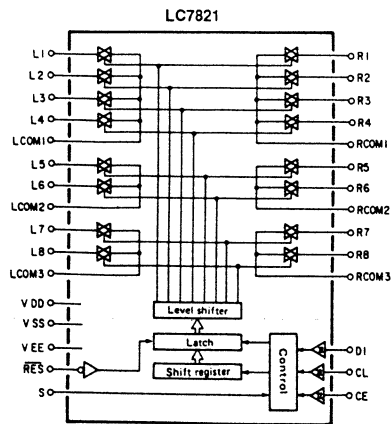 LC7821
L1 R1
L2 R2
L3 R3
L4 R4
LCOM1 RCOM1
L5 R5
L6 R6
LCOM2 RCOM2
L7 R7
L8 R8
LCOM3 RCOM3
VDD
Level shifter
VSS
VEE
Latch
DI
RES
Shift register
Control
CL
S
CE